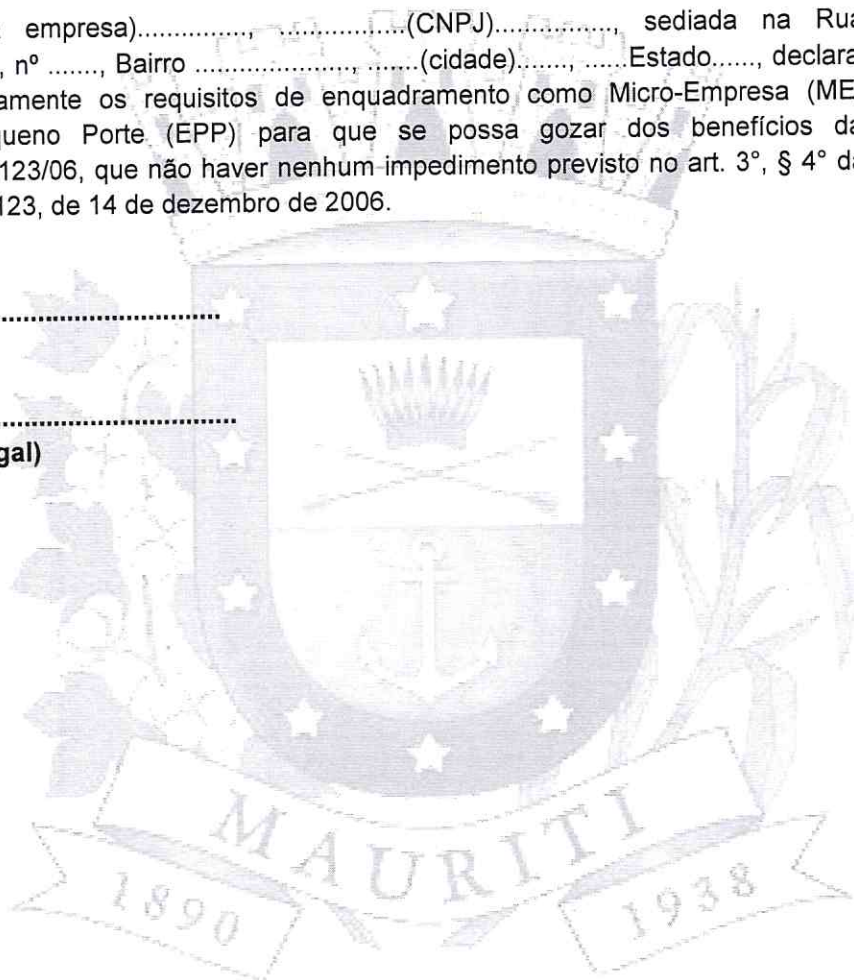 empresa)..............., .................(CNPJ)................, sediada na Rua
, nº ......., Bairro ......................, .......(cidade)......., ......Estado......, declara
amente os requisitos de enquadramento como Micro-Empresa (ME
queno Porte (EPP) para que se possa gozar dos benefícios da
123/06, que não haver nenhum impedimento previsto no art. 3°, § 4° da
123, de 14 de dezembro de 2006.
........................................
........................................
gal)
MAURITI
1890
1938